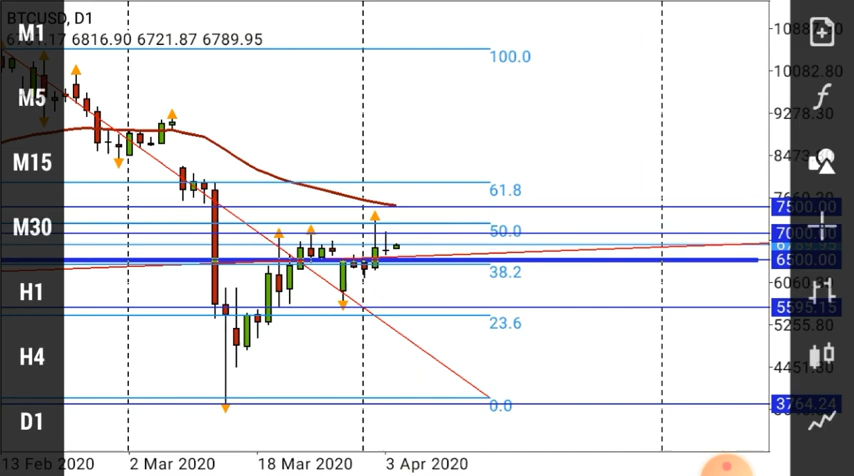 BTCUSD, D1
6816.90 6721.87 6789.95
M1
M5
M15
M30
H1
H4
D1
100.0
61.8
50.0
38.2
23.6
0.0
10082.80
9278.30
7500.00
7000.00
6500.00
5595.15
5255.80
4451.30
3764.24
13 Feb 2020
2 Mar 2020
18 Mar 2020
3 Apr 2020
f